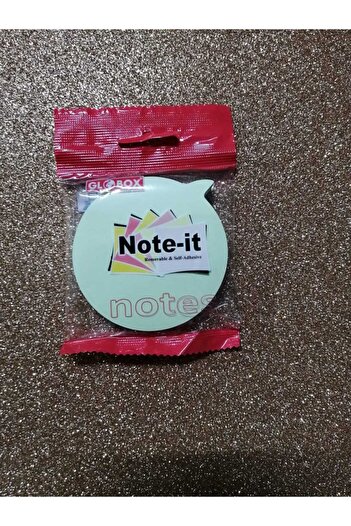 GLOBOX
Note-it
Removable & Self-Adhesive
notes